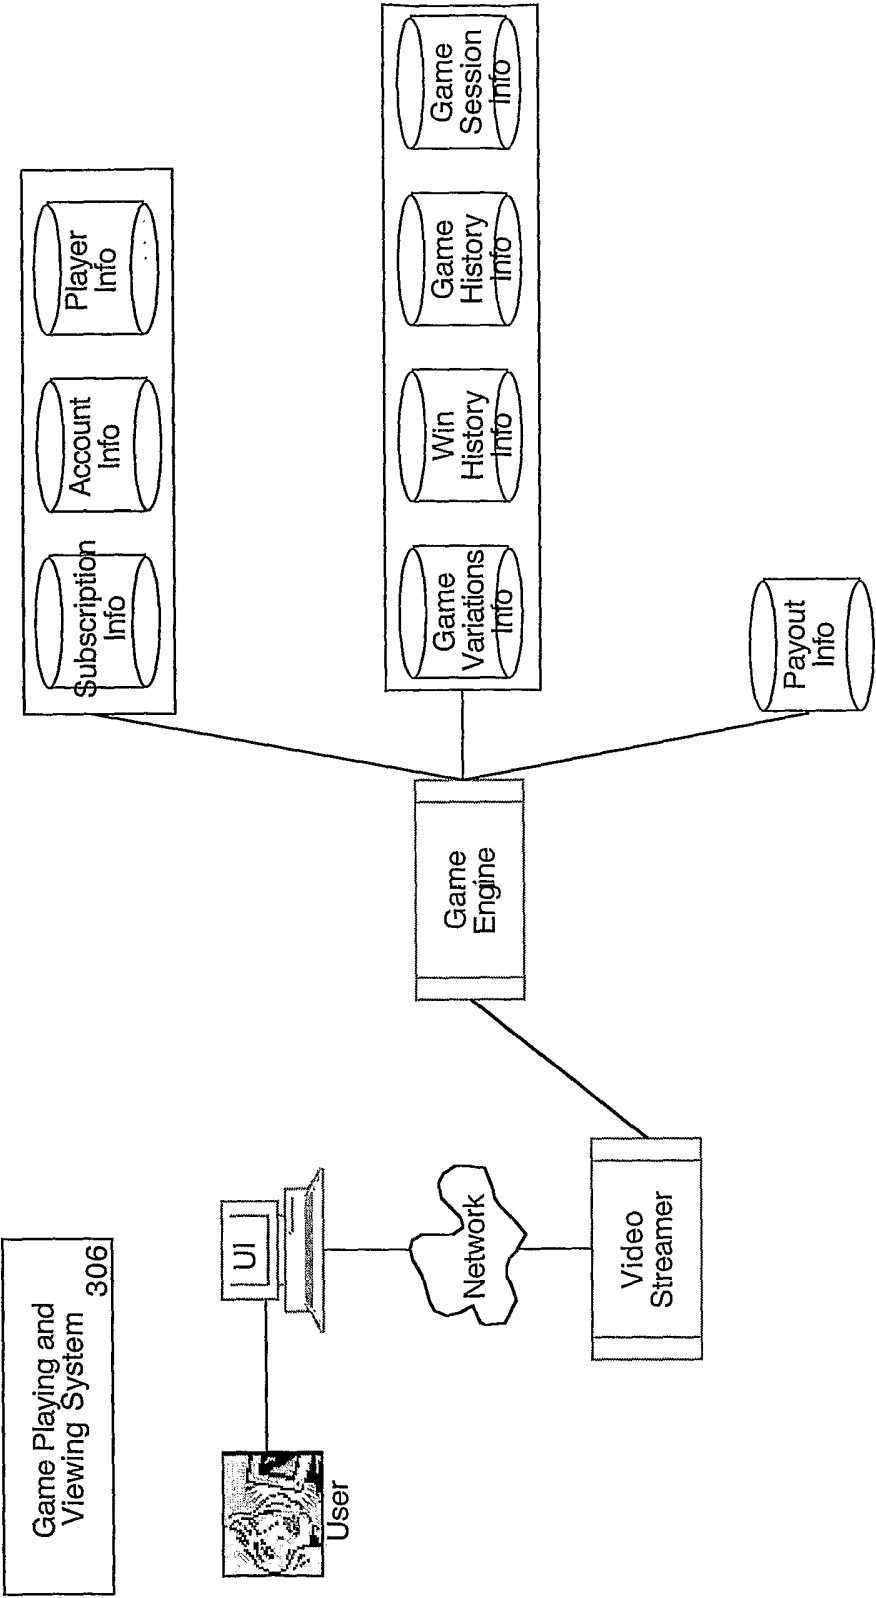 Game Playing and
Viewing System
306
User
UI
Network
Video
Streamer
Game
Engine
Subscription
Info
Account
Info
Player
Info
Game
Variations
Info
Win
History
Info
Game
History
Info
Game
Session
Info
Payout
Info